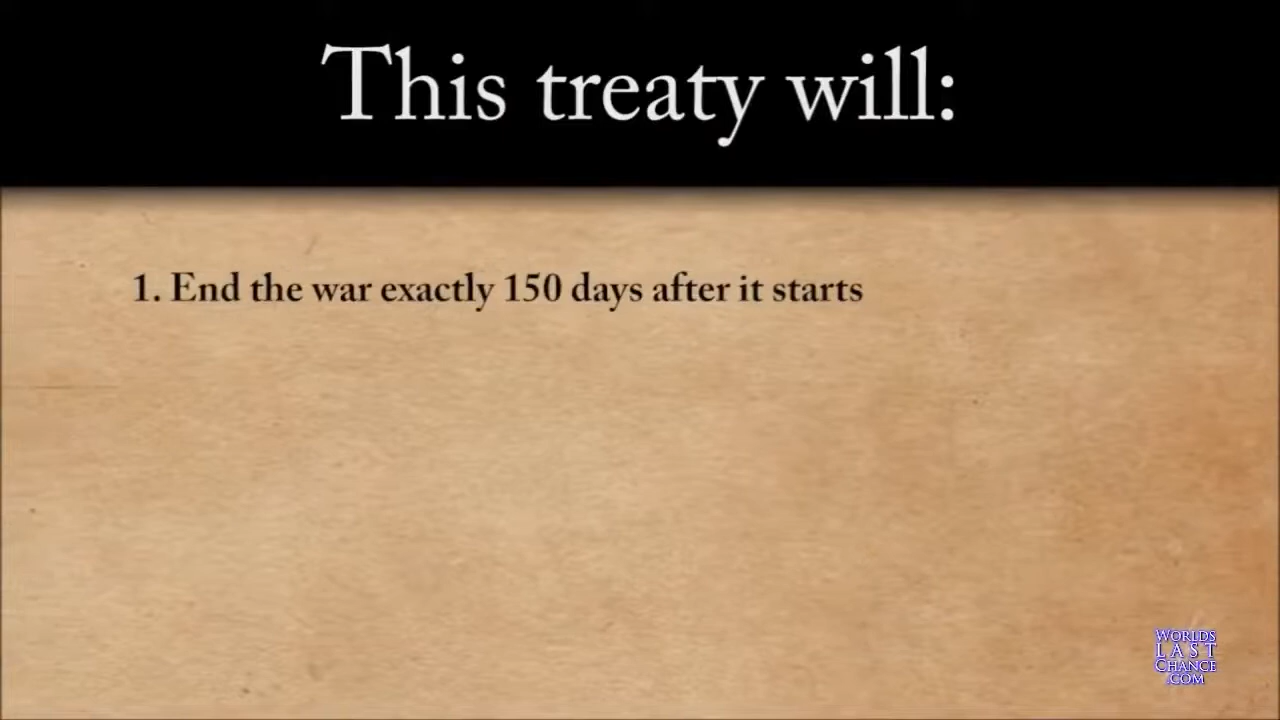 This treaty will:
1. End the war exactly 150 days after it starts
WORLDS
LAST
CHANCE
.COM